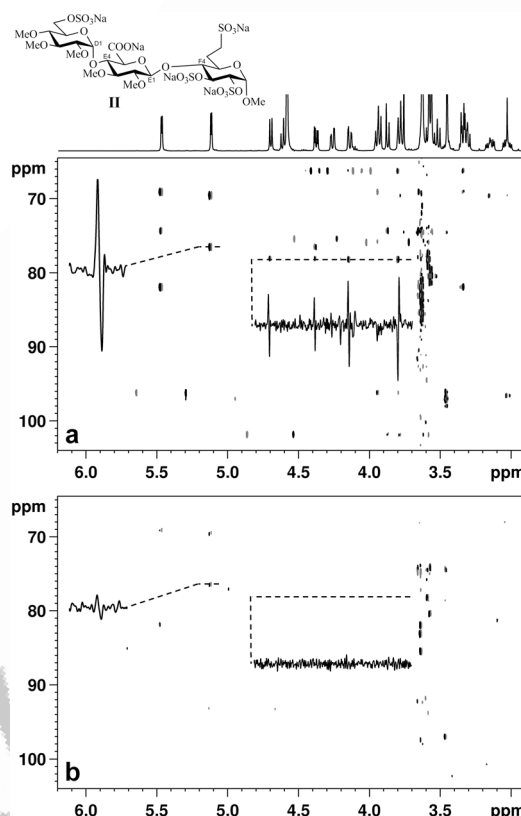 OSO₃Na
SO₃Na
MeO
O
COONa
O
MeO
MeO
D1
E4
F4
O
O
O
MeO
MeO
E1
NaO₃SO
NaO₃SO
OMe
II
ppm
70
80
90
100
a
6.0 5.5 5.0 4.5 4.0 3.5 ppm
ppm
70
80
90
100
b
6.0 5.5 5.0 4.5 4.0 3.5 ppm